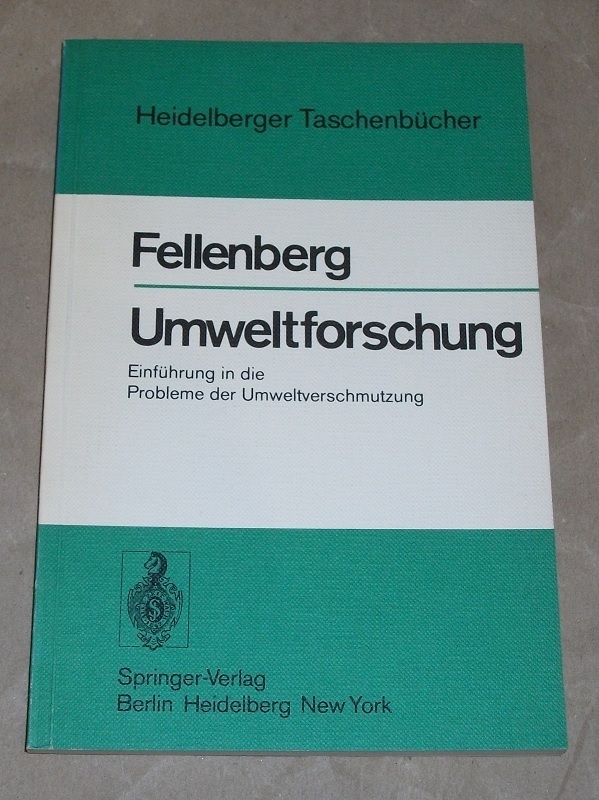 Heidelberger Taschenbücher
Fellenberg
Umweltforschung
Einführung in die
Probleme der Umweltverschmutzung
Springer-Verlag
Berlin Heidelberg New York